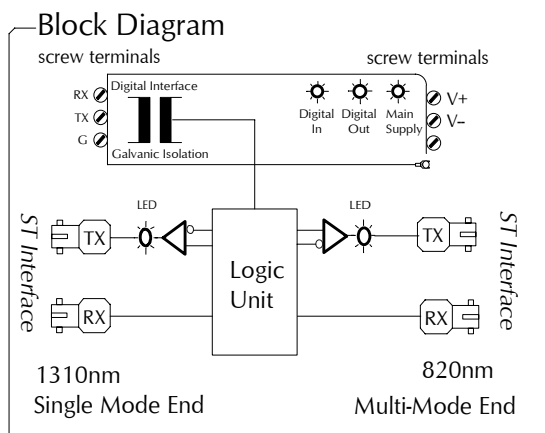 Block Diagram
screw terminals
screw terminals
RX
TX
G
Digital Interface
Galvanic Isolation
Digital In
Digital Out
Main Supply
V+
V–
LED
LED
ST Interface
TX
RX
Logic
Unit
TX
RX
ST Interface
1310nm
Single Mode End
820nm
Multi-Mode End